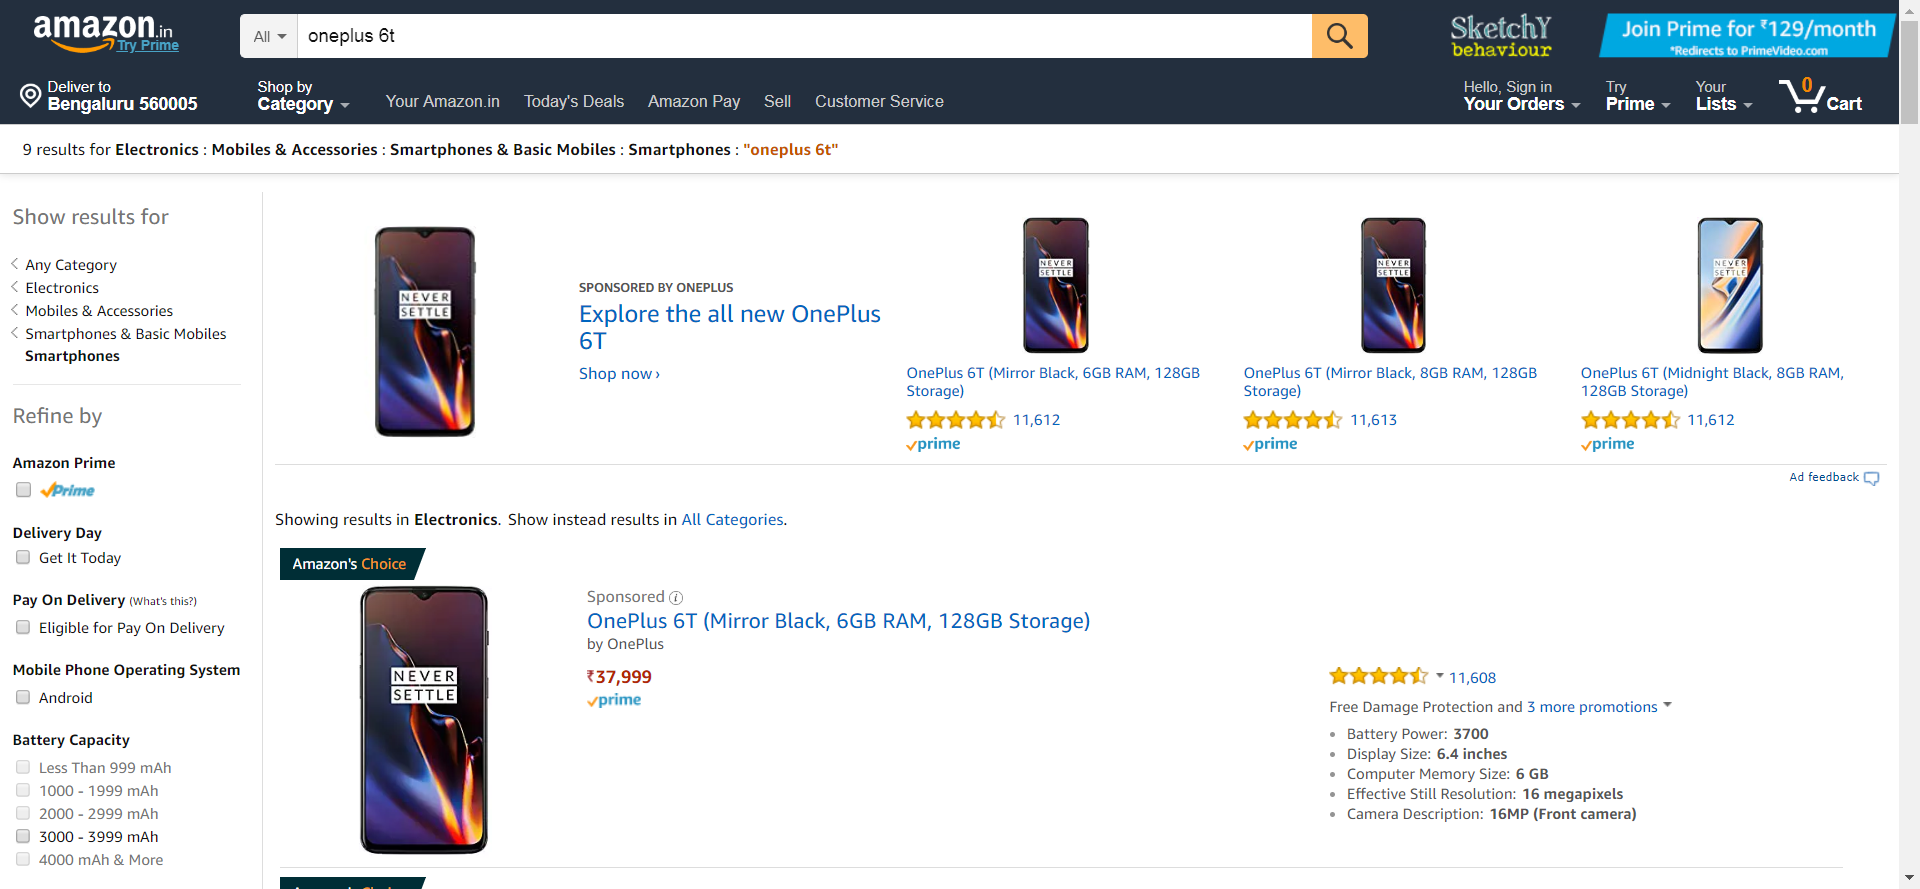 amazon.in
Try Prime
All
oneplus 6t
SketchY
behaviour
Join Prime for ₹129/month
*Redirects to PrimeVideo.com
Deliver to
Bengaluru 560005
Shop by
Category
Your Amazon.in
Today's Deals
Amazon Pay
Sell
Customer Service
Hello, Sign in
Your Orders
Try
Prime
Your
Lists
0
Cart
9 results for Electronics : Mobiles & Accessories : Smartphones & Basic Mobiles : Smartphones : "oneplus 6t"
Show results for
Any Category
Electronics
Mobiles & Accessories
Smartphones & Basic Mobiles
Smartphones
Refine by
Amazon Prime
Prime
Delivery Day
Get It Today
Pay On Delivery (What's this?)
Eligible for Pay On Delivery
Mobile Phone Operating System
Android
Battery Capacity
Less Than 999 mAh
1000 - 1999 mAh
2000 - 2999 mAh
3000 - 3999 mAh
4000 mAh & More
NEVER
SETTLE
SPONSORED BY ONEPLUS
Explore the all new OnePlus
6T
Shop now ›
NEVER
SETTLE
OnePlus 6T (Mirror Black, 6GB RAM, 128GB
Storage)
11,612
prime
NEVER
SETTLE
OnePlus 6T (Mirror Black, 8GB RAM, 128GB
Storage)
11,613
prime
NEVER
SETTLE
OnePlus 6T (Midnight Black, 8GB RAM,
128GB Storage)
11,612
prime
Ad feedback
Showing results in Electronics. Show instead results in All Categories.
Amazon's Choice
NEVER
SETTLE
Sponsored
OnePlus 6T (Mirror Black, 6GB RAM, 128GB Storage)
by OnePlus
₹37,999
prime
11,608
Free Damage Protection and 3 more promotions
Battery Power: 3700
Display Size: 6.4 inches
Computer Memory Size: 6 GB
Effective Still Resolution: 16 megapixels
Camera Description: 16MP (Front camera)